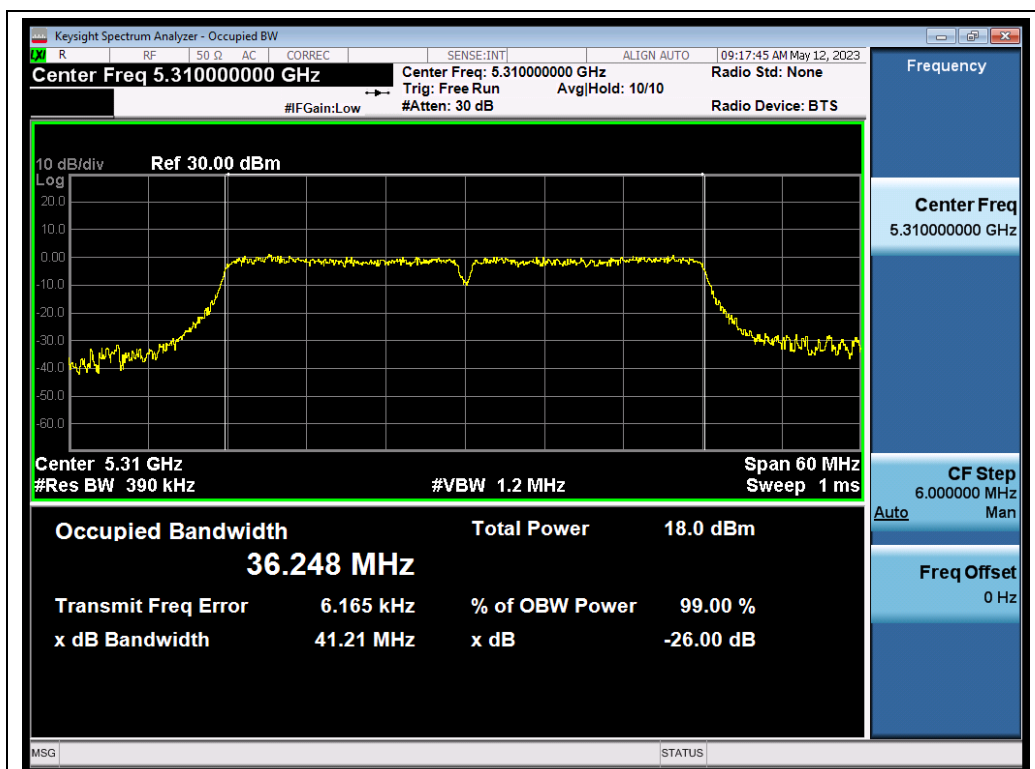 Keysight Spectrum Analyzer - Occupied BW
LXI R RF 50 Ω AC CORREC SENSE:INT ALIGN AUTO 09:17:45 AM May 12, 2023
Center Freq 5.310000000 GHz
Center Freq: 5.310000000 GHz Radio Std: None
Trig: Free Run Avg|Hold: 10/10
#IFGain:Low #Atten: 30 dB Radio Device: BTS
10 dB/div Ref 30.00 dBm
Log
20.0
10.0
0.00
-10.0
-20.0
-30.0
-40.0
-50.0
-60.0
Center 5.31 GHz Span 60 MHz
#Res BW 390 kHz #VBW 1.2 MHz Sweep 1 ms
Occupied Bandwidth Total Power 18.0 dBm
36.248 MHz
Transmit Freq Error 6.165 kHz % of OBW Power 99.00 %
x dB Bandwidth 41.21 MHz x dB -26.00 dB
MSG STATUS
Frequency
Center Freq
5.310000000 GHz
CF Step
6.000000 MHz
Auto Man
Freq Offset
0 Hz